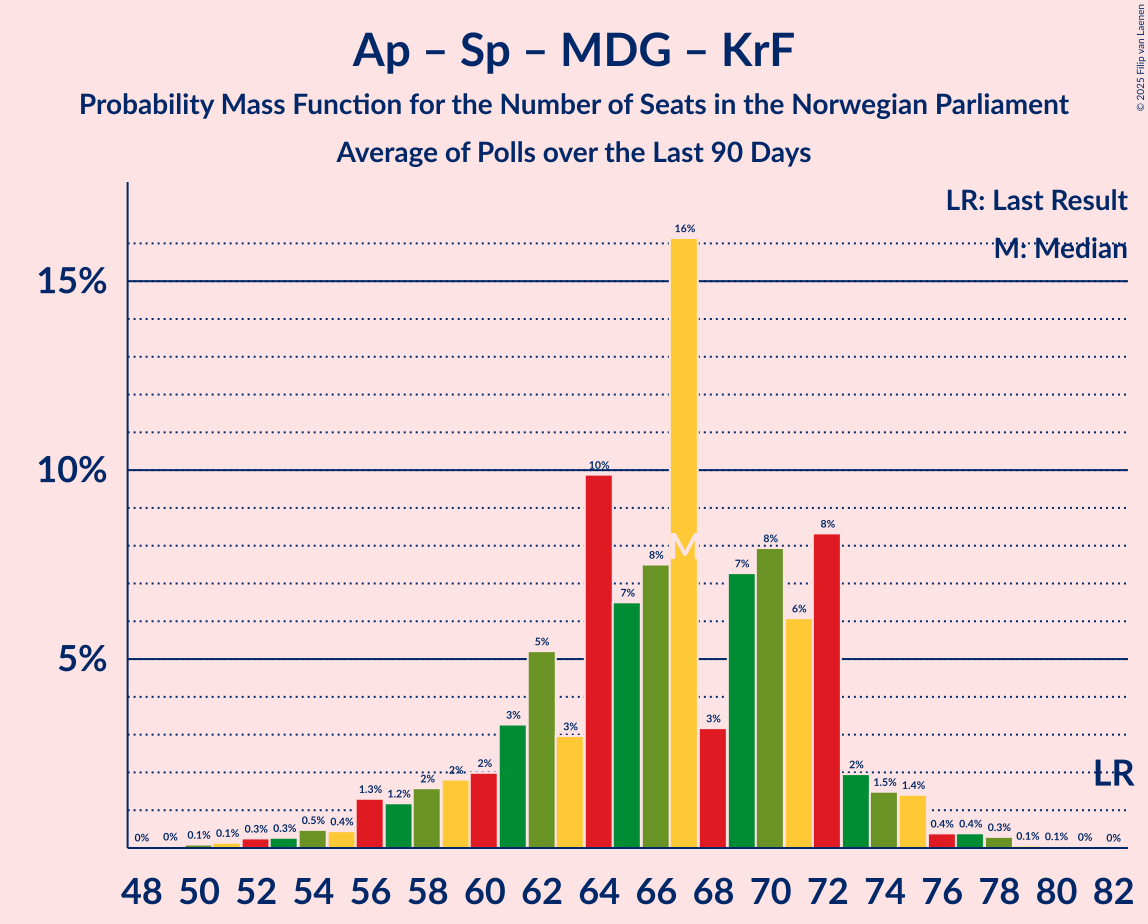 Ap – Sp – MDG – KrF
Probability Mass Function for the Number of Seats in the Norwegian Parliament
Average of Polls over the Last 90 Days
© 2025 Filip van Laenen
LR: Last Result
M: Median
15%
10%
5%
0% 0% 0.1% 0.1% 0.3% 0.3% 0.5% 0.4% 1.3% 1.2% 2% 2% 2% 3% 5% 3% 10% 7% 8% 16% 3% 7% 8% 6% 8% 2% 1.5% 1.4% 0.4% 0.4% 0.3% 0.1% 0.1% 0% 0%
M
LR
48 50 52 54 56 58 60 62 64 66 68 70 72 74 76 78 80 82